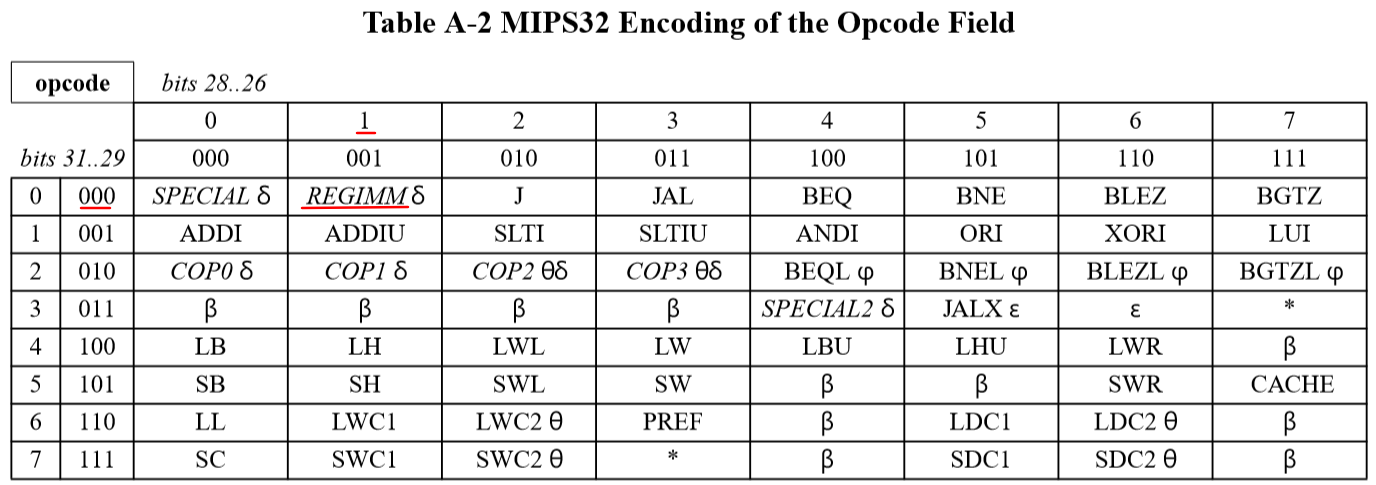 Table A-2 MIPS32 Encoding of the Opcode Field
opcode bits 28..26
0 1 2 3 4 5 6 7
bits 31..29 000 001 010 011 100 101 110 111
0 000 SPECIAL δ REGIMM δ J JAL BEQ BNE BLEZ BGTZ
1 001 ADDI ADDIU SLTI SLTIU ANDI ORI XORI LUI
2 010 COP0 δ COP1 δ COP2 θδ COP3 θδ BEQL φ BNEL φ BLEZL φ BGTZL φ
3 011 β β β β SPECIAL2 δ JALX ε ε *
4 100 LB LH LWL LW LBU LHU LWR β
5 101 SB SH SWL SW β β SWR CACHE
6 110 LL LWC1 LWC2 θ PREF β LDC1 LDC2 θ β
7 111 SC SWC1 SWC2 θ * β SDC1 SDC2 θ β